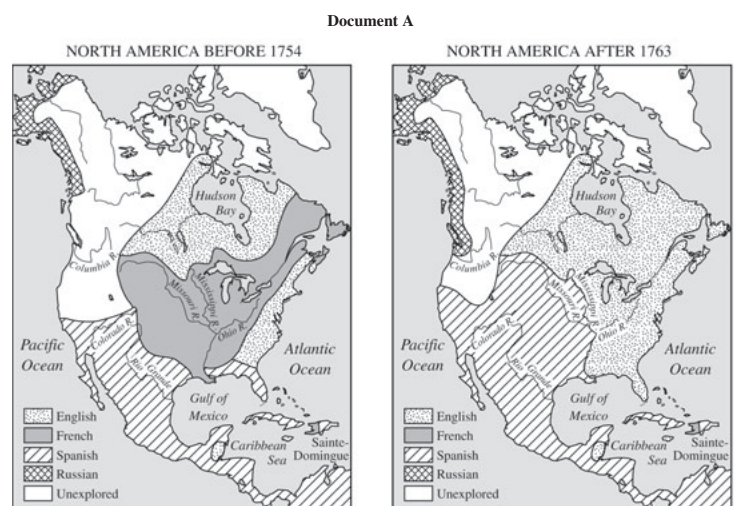 Document A
NORTH AMERICA BEFORE 1754
Hudson
Bay
Columbia R.
Missouri R.
Mississippi R.
Ohio R.
Colorado R.
Rio Grande
Pacific
Ocean
Atlantic
Ocean
Gulf of
Mexico
Caribbean
Sea
Sainte-
Domingue
English
French
Spanish
Russian
Unexplored
NORTH AMERICA AFTER 1763
Hudson
Bay
Columbia R.
Missouri R.
Mississippi R.
Ohio R.
Colorado R.
Rio Grande
Pacific
Ocean
Atlantic
Ocean
Gulf of
Mexico
Caribbean
Sea
Sainte-
Domingue
English
French
Spanish
Russian
Unexplored